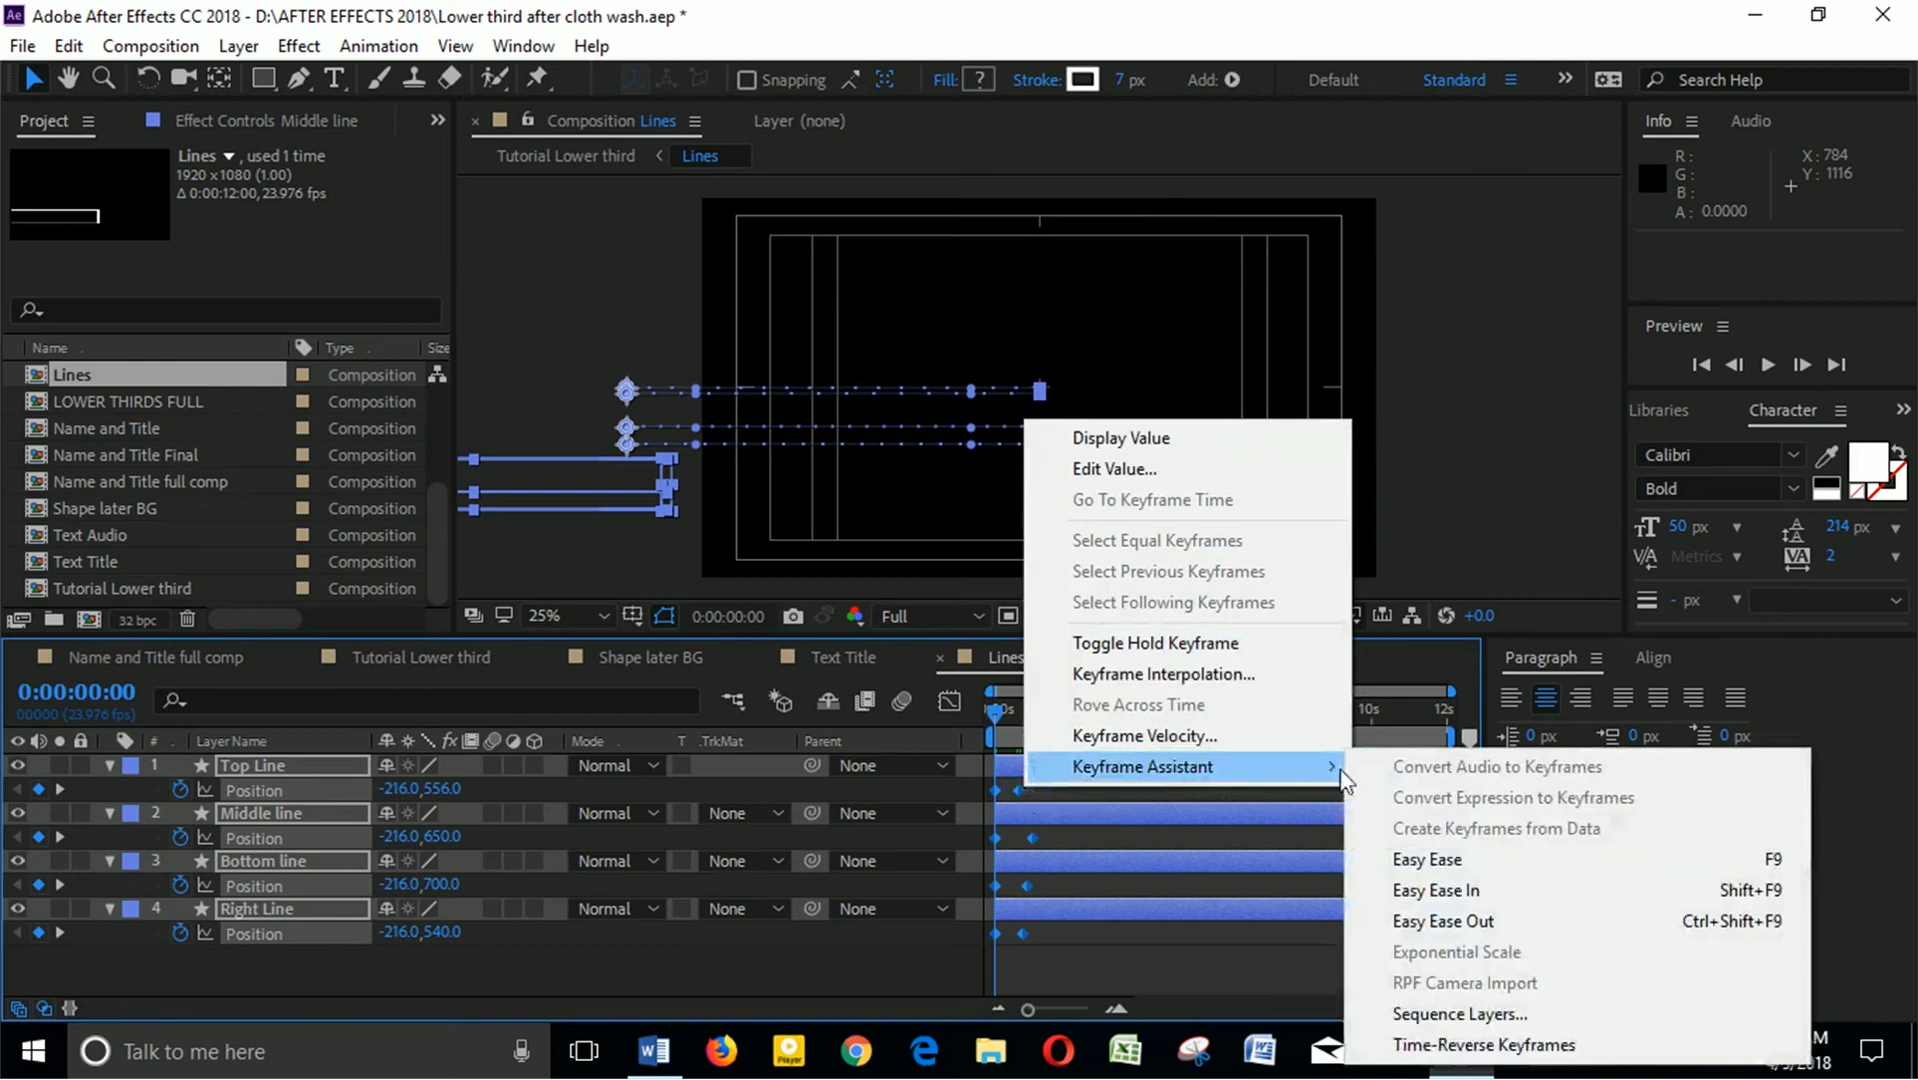 Ae Adobe After Effects CC 2018 - D:\AFTER EFFECTS 2018\Lower third after cloth wash.aep *
File Edit Composition Layer Effect Animation View Window Help
Snapping Fill: ? Stroke: 7 px Add: Default Standard Search Help
Project Effect Controls Middle line
Composition Lines Layer (none)
Info Audio
Lines , used 1 time
1920 x 1080 (1.00)
Δ 0:00:12:00, 23.976 fps
Tutorial Lower third Lines
R:
G:
B:
A: 0.0000
X: 784
Y: 1116
Preview
Name Type Size
Lines Composition
LOWER THIRDS FULL Composition
Name and Title Composition
Name and Title Final Composition
Name and Title full comp Composition
Shape later BG Composition
Text Audio Composition
Text Title Composition
Tutorial Lower third Composition
32 bpc
25% 0:00:00:00 Full +0.0
Libraries Character
Calibri
Bold
50 px 214 px
Metrics 2
- px
Display Value
Edit Value...
Go To Keyframe Time
Select Equal Keyframes
Select Previous Keyframes
Select Following Keyframes
Toggle Hold Keyframe
Keyframe Interpolation...
Rove Across Time
Keyframe Velocity...
Keyframe Assistant
Convert Audio to Keyframes
Convert Expression to Keyframes
Create Keyframes from Data
Easy Ease F9
Easy Ease In Shift+F9
Easy Ease Out Ctrl+Shift+F9
Exponential Scale
RPF Camera Import
Sequence Layers...
Time-Reverse Keyframes
Name and Title full comp Tutorial Lower third Shape later BG Text Title Lines
Paragraph Align
0:00:00:00
00000 (23.976 fps)
10s 12s
0 px 0 px 0 px
# Layer Name Mode T .TrkMat Parent
1 Top Line Normal None
Position -216.0,556.0
2 Middle line Normal None None
Position -216.0,650.0
3 Bottom line Normal None None
Position -216.0,700.0
4 Right Line Normal None None
Position -216.0,540.0
Talk to me here
Player